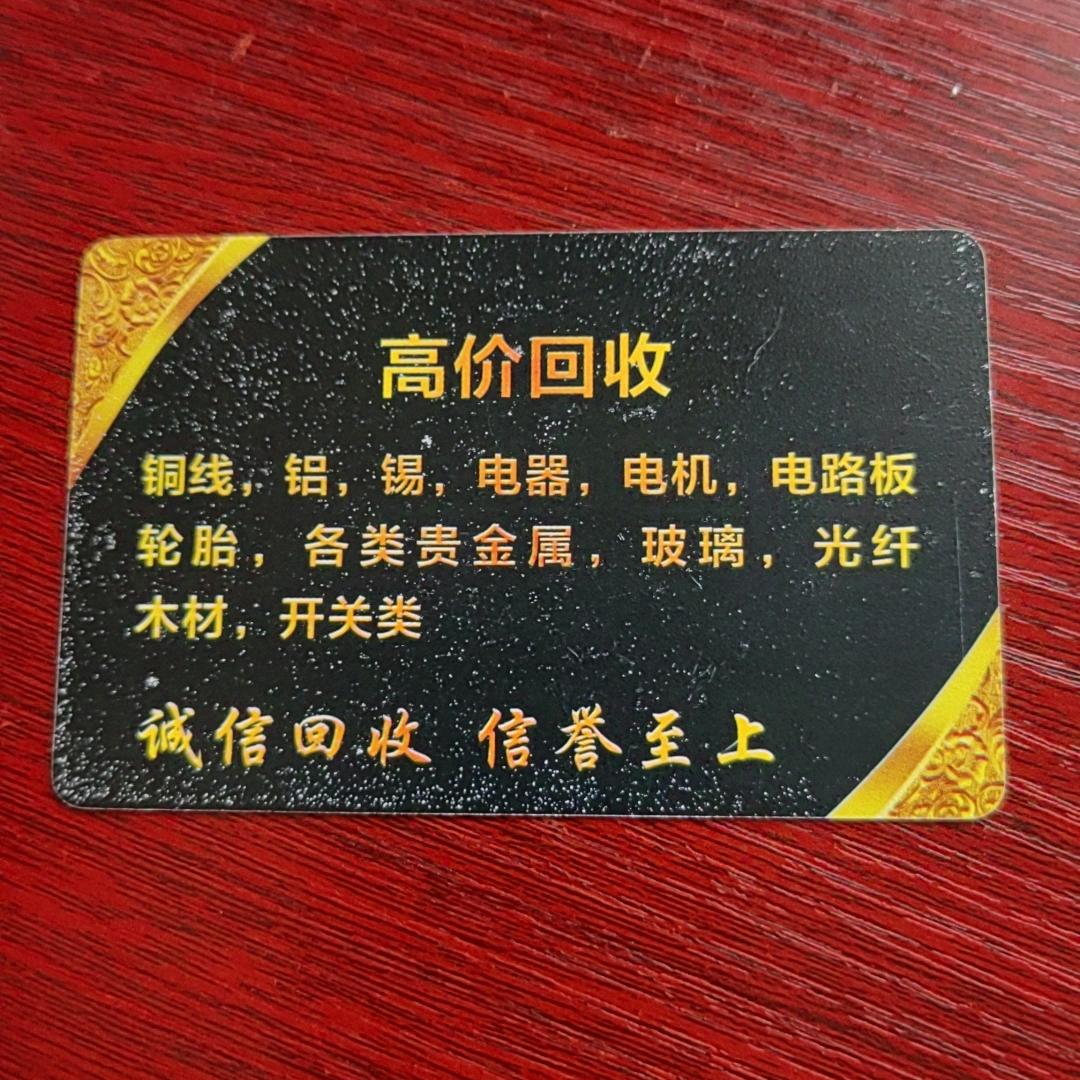 高价回收
铜线，铝，锡，电器，电机，电路板
轮胎，各类贵金属，玻璃，光纤
木材，开关类
诚信回收 信誉至上